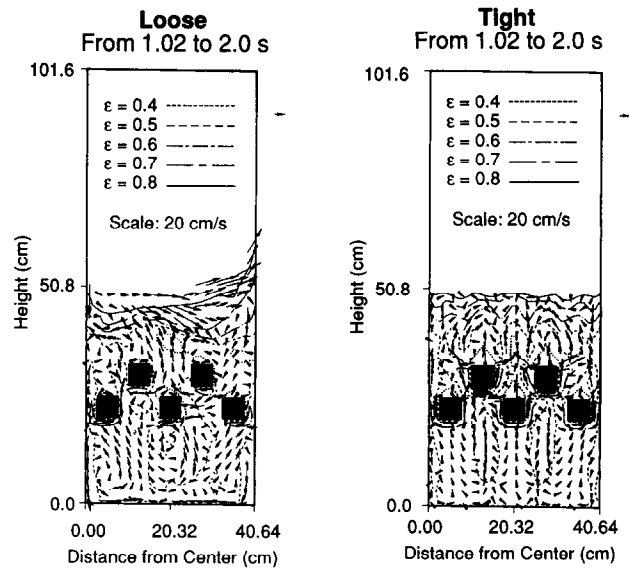 Loose
From 1.02 to 2.0 s
101.6
ε = 0.4
ε = 0.5
ε = 0.6
ε = 0.7
ε = 0.8
Scale: 20 cm/s
Height (cm)
50.8
0.0
0.00 20.32 40.64
Distance from Center (cm)
Tight
From 1.02 to 2.0 s
101.6
ε = 0.4
ε = 0.5
ε = 0.6
ε = 0.7
ε = 0.8
Scale: 20 cm/s
Height (cm)
50.8
0.0
0.00 20.32 40.64
Distance from Center (cm)